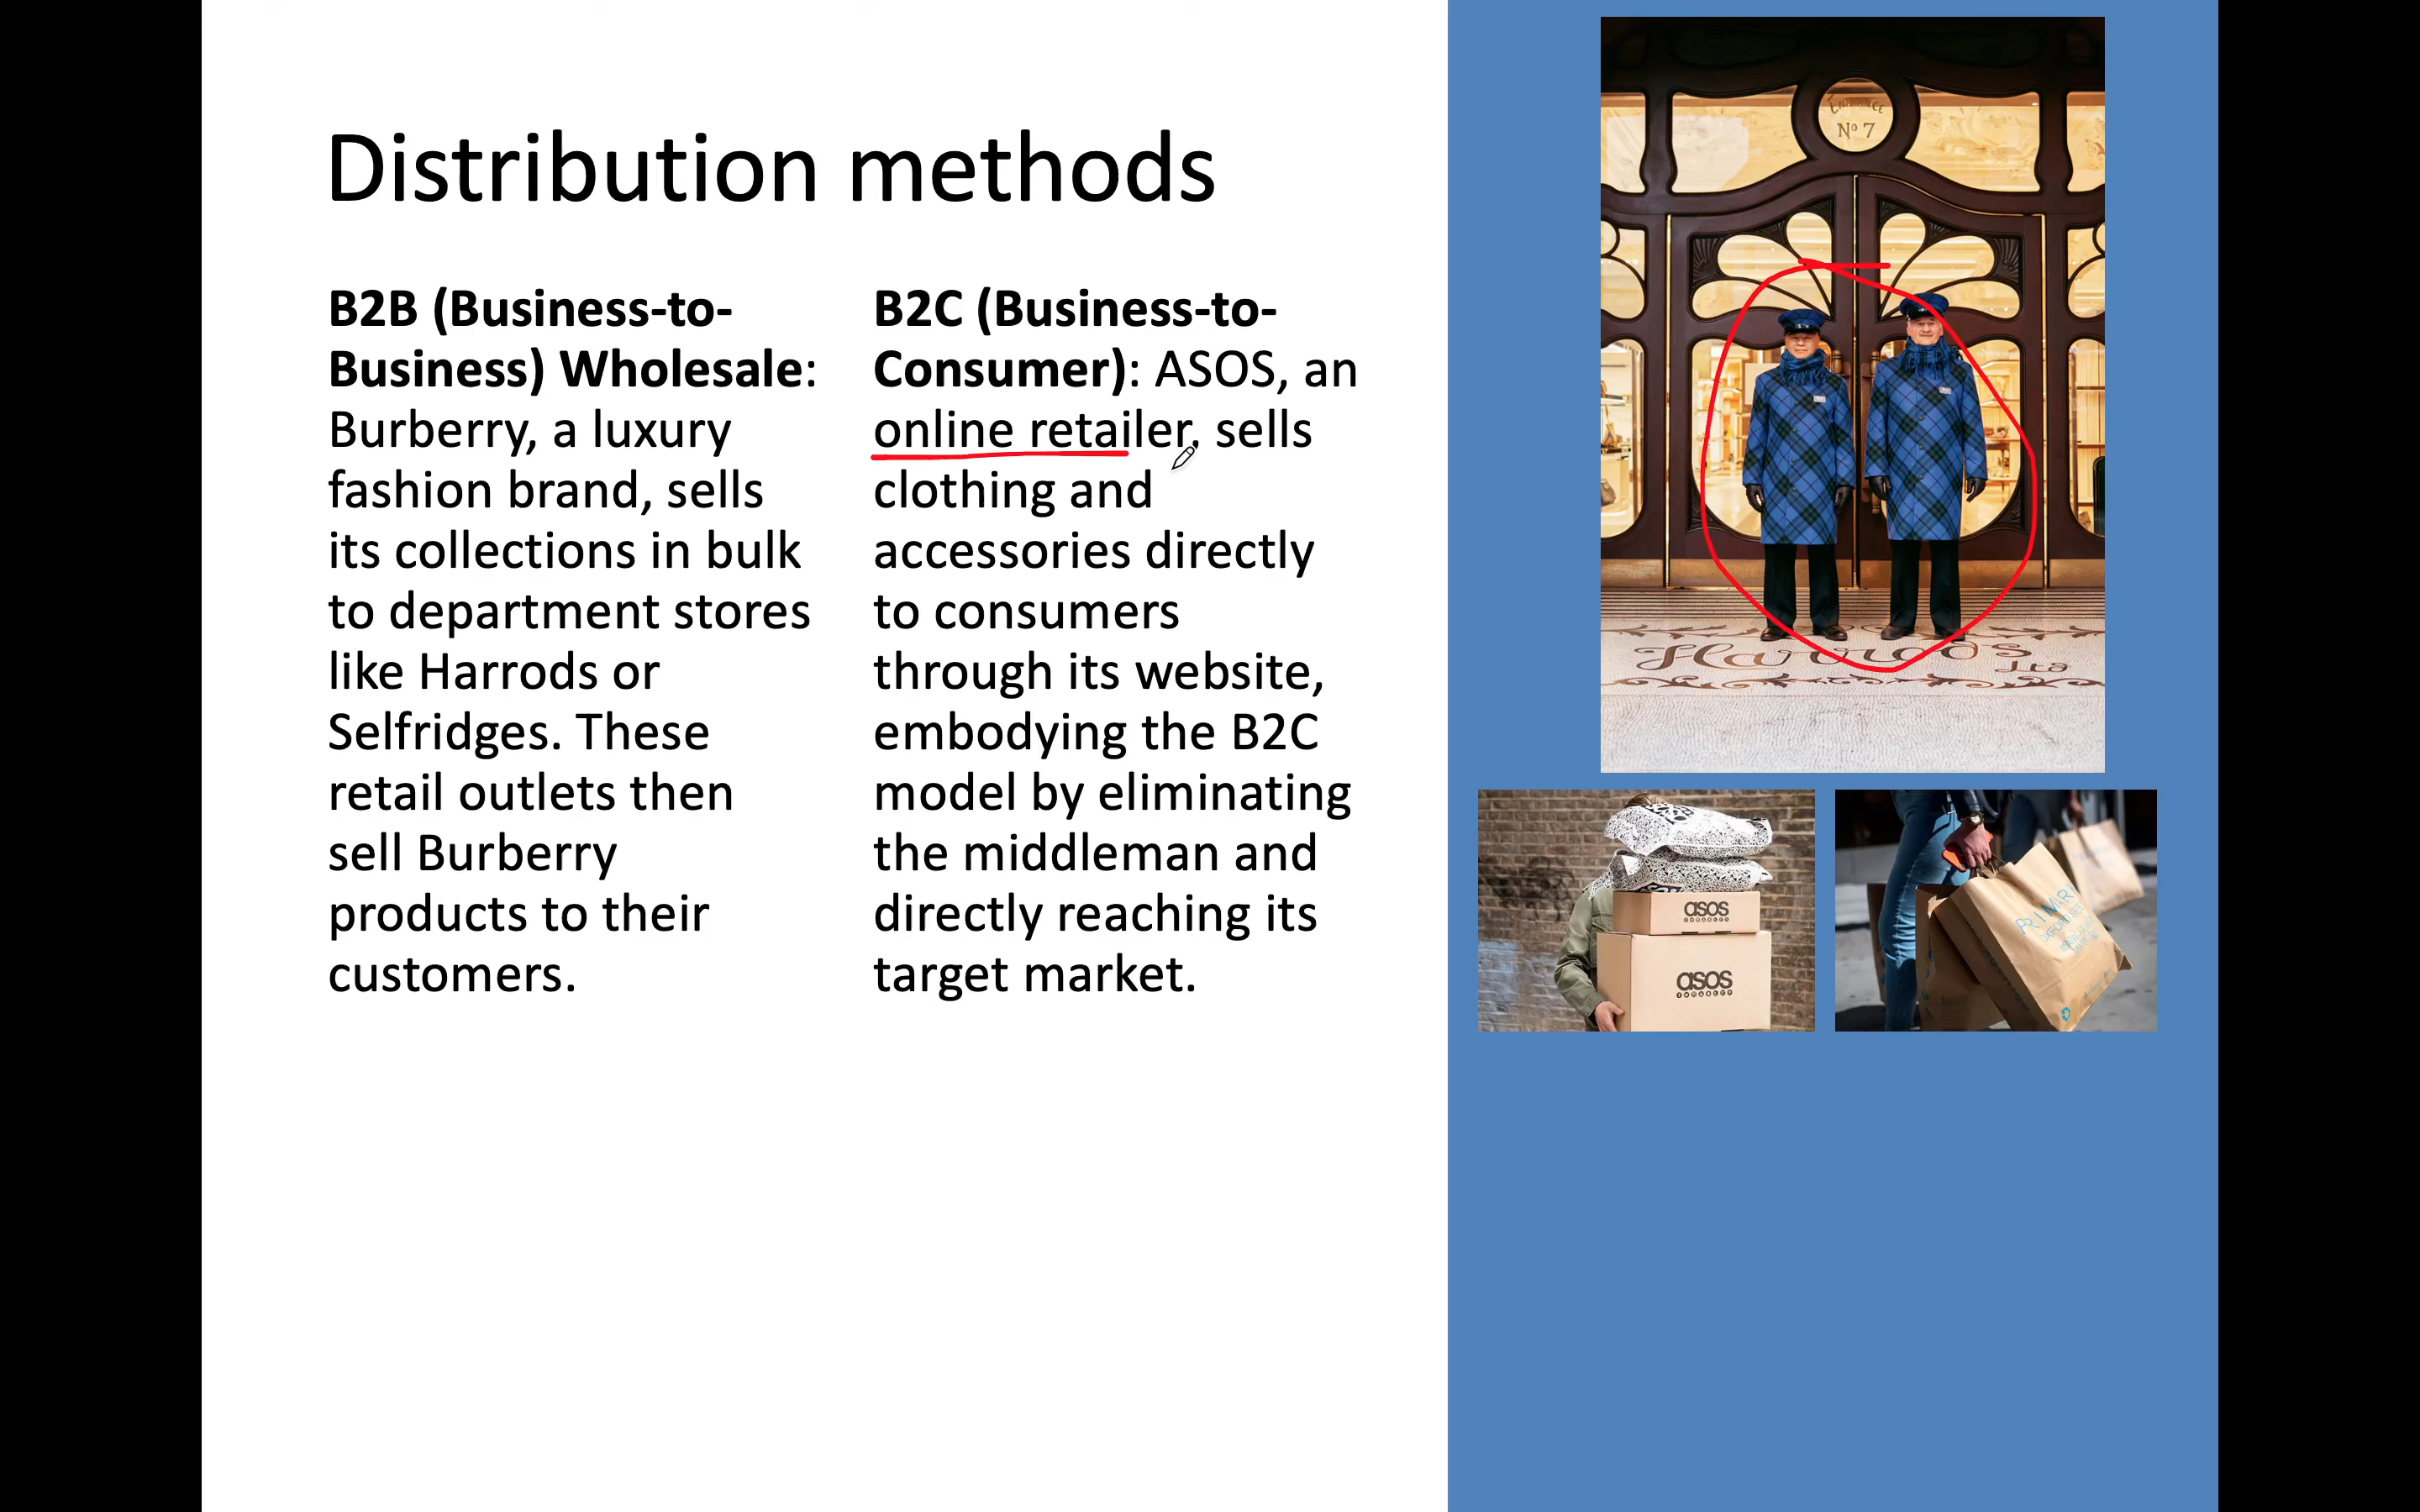 Distribution methods
B2B (Business-to-
Business) Wholesale:
Burberry, a luxury
fashion brand, sells
its collections in bulk
to department stores
like Harrods or
Selfridges. These
retail outlets then
sell Burberry
products to their
customers.
B2C (Business-to-
Consumer): ASOS, an
online retailer, sells
clothing and
accessories directly
to consumers
through its website,
embodying the B2C
model by eliminating
the middleman and
directly reaching its
target market.
Entrance
Nº 7
Harrods
Ltd
asos
asos